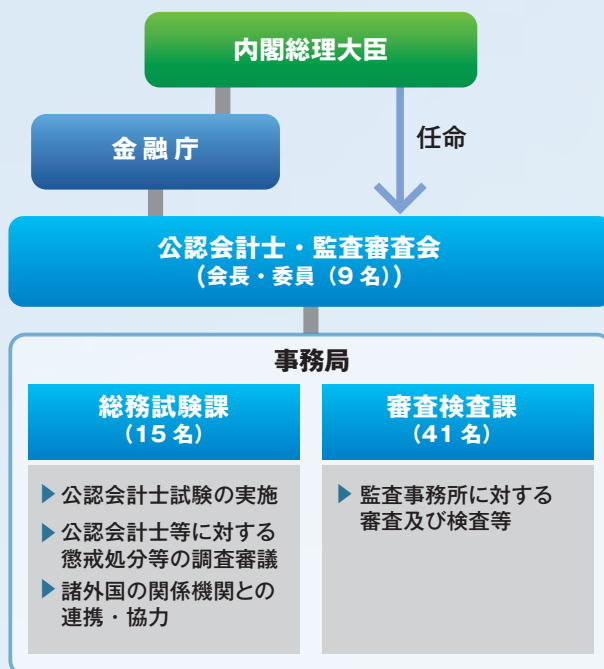 内閣総理大臣
金融庁
任命
公認会計士・監査審査会
(会長・委員(9名))
事務局
総務試験課
(15名)
▶ 公認会計士試験の実施
▶ 公認会計士等に対する
懲戒処分等の調査審議
▶ 諸外国の関係機関との
連携・協力
審査検査課
(41名)
▶ 監査事務所に対する
審査及び検査等